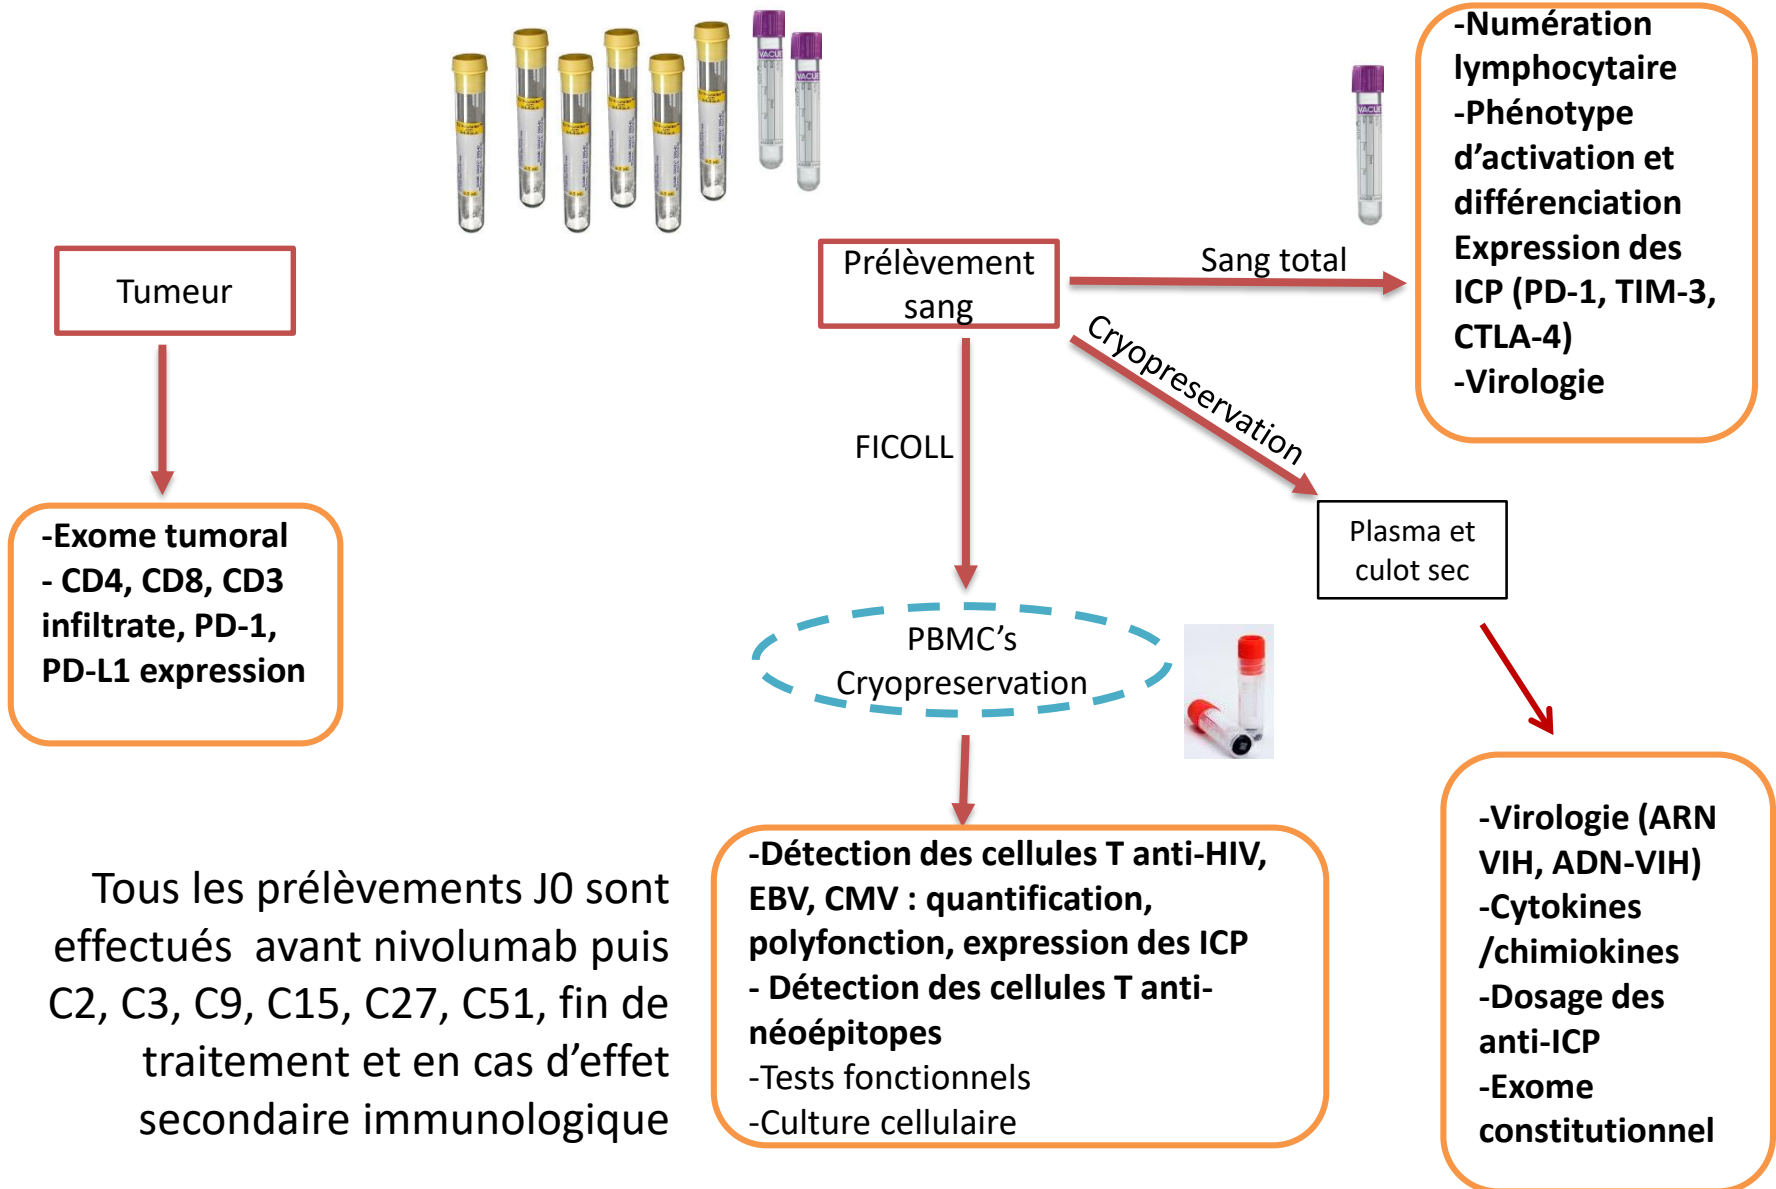 VACUE
VACUE
VACUE
-Numération
lymphocytaire
-Phénotype
d’activation et
différenciation
Expression des
ICP (PD-1, TIM-3,
CTLA-4)
-Virologie
Tumeur
Prélèvement
sang
Sang total
Cryopreservation
FICOLL
-Exome tumoral
- CD4, CD8, CD3
infiltrate, PD-1,
PD-L1 expression
Plasma et
culot sec
PBMC’s
Cryopreservation
-Détection des cellules T anti-HIV,
EBV, CMV : quantification,
polyfonction, expression des ICP
- Détection des cellules T anti-
néoépitopes
-Tests fonctionnels
-Culture cellulaire
-Virologie (ARN
VIH, ADN-VIH)
-Cytokines
/chimiokines
-Dosage des
anti-ICP
-Exome
constitutionnel
Tous les prélèvements J0 sont
effectués  avant nivolumab puis
C2, C3, C9, C15, C27, C51, fin de
traitement et en cas d’effet
secondaire immunologique